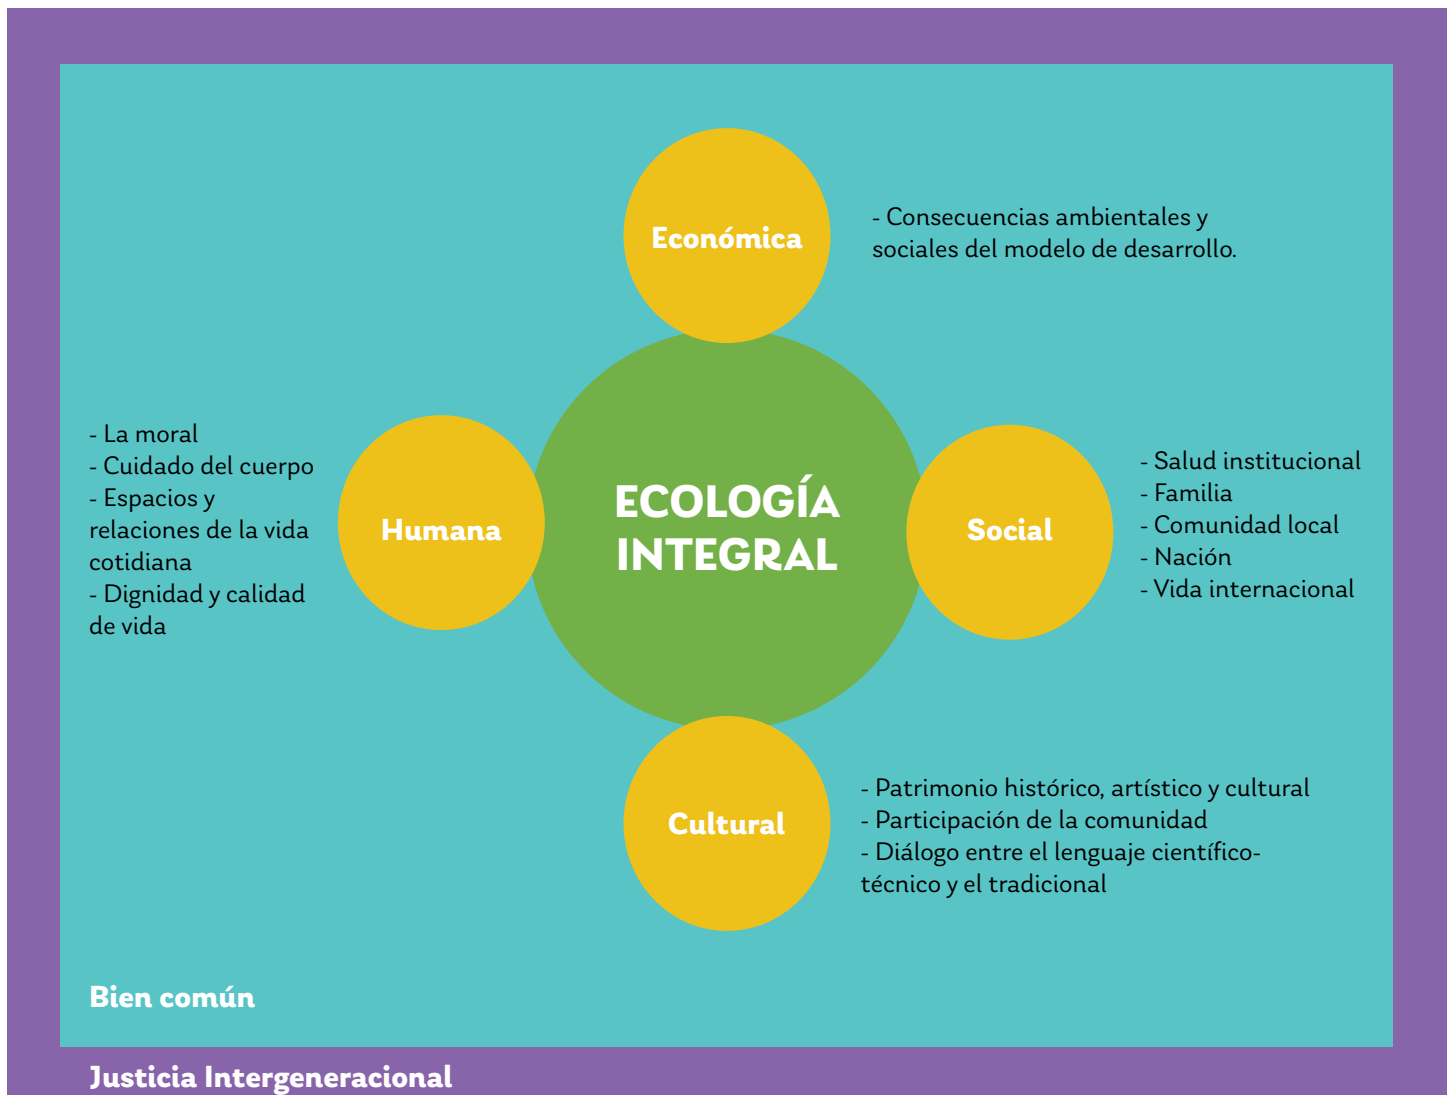 Económica
- Consecuencias ambientales y
sociales del modelo de desarrollo.
- La moral
- Cuidado del cuerpo
- Espacios y
relaciones de la vida
cotidiana
- Dignidad y calidad
de vida
Humana
ECOLOGÍA
INTEGRAL
Social
- Salud institucional
- Familia
- Comunidad local
- Nación
- Vida internacional
Cultural
- Patrimonio histórico, artístico y cultural
- Participación de la comunidad
- Diálogo entre el lenguaje científico-
técnico y el tradicional
Bien común
Justicia Intergeneracional